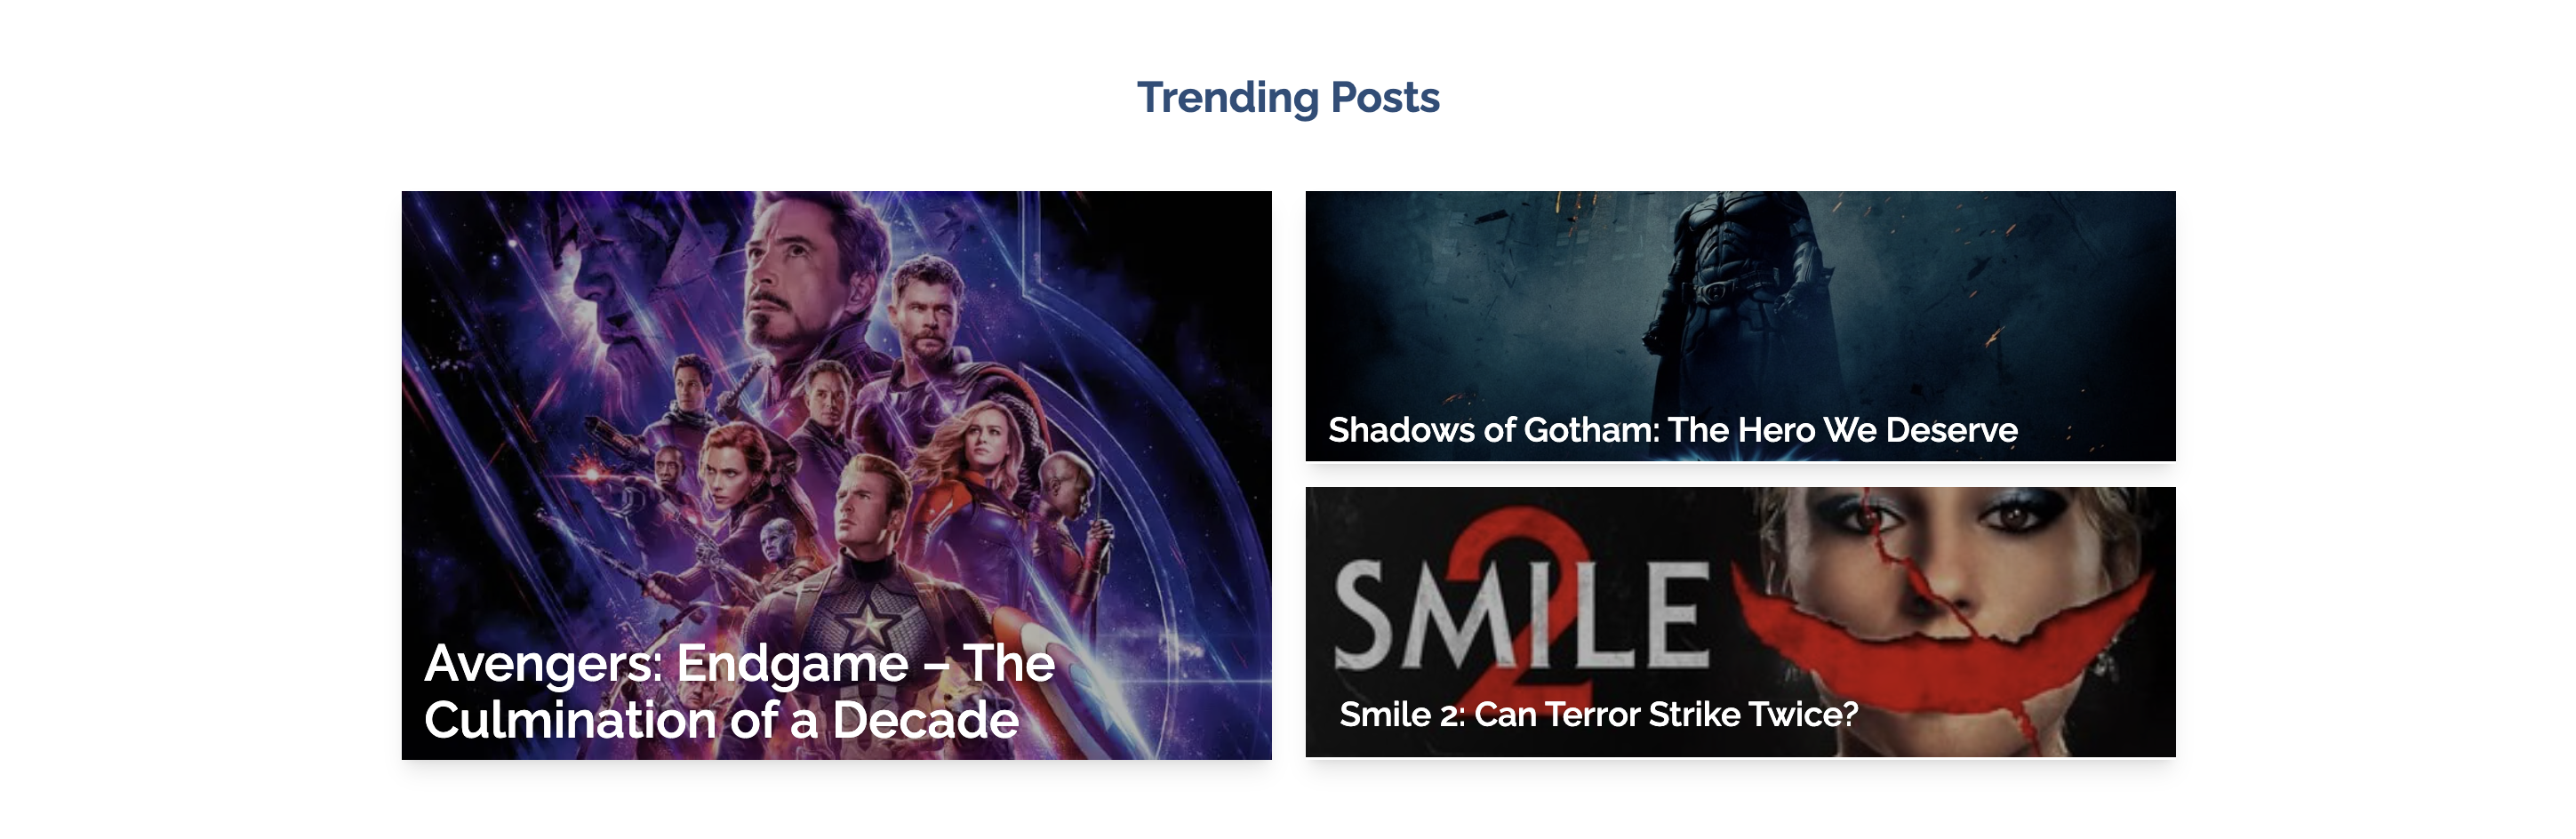 Trending Posts
Avengers: Endgame – The
Culmination of a Decade
Shadows of Gotham: The Hero We Deserve
SMILE
2
Smile 2: Can Terror Strike Twice?